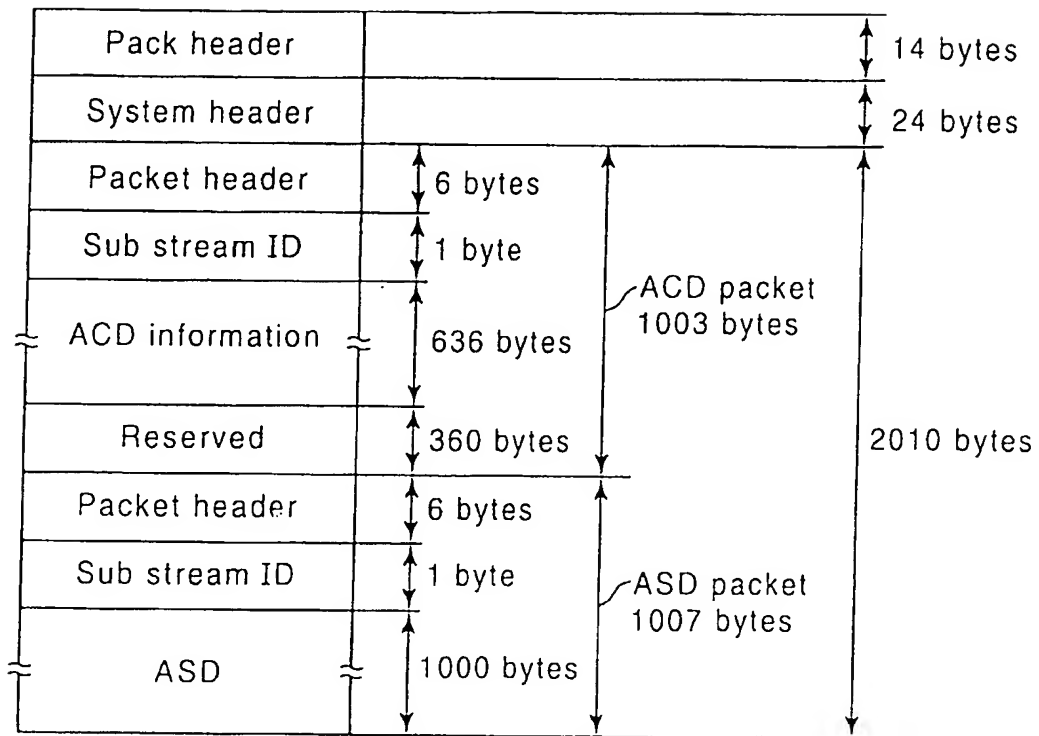 Pack header
14 bytes
System header
24 bytes
Packet header
6 bytes
Sub stream ID
1 byte
ACD information
636 bytes
ACD packet
1003 bytes
Reserved
360 bytes
2010 bytes
Packet header
6 bytes
Sub stream ID
1 byte
ASD packet
1007 bytes
ASD
1000 bytes